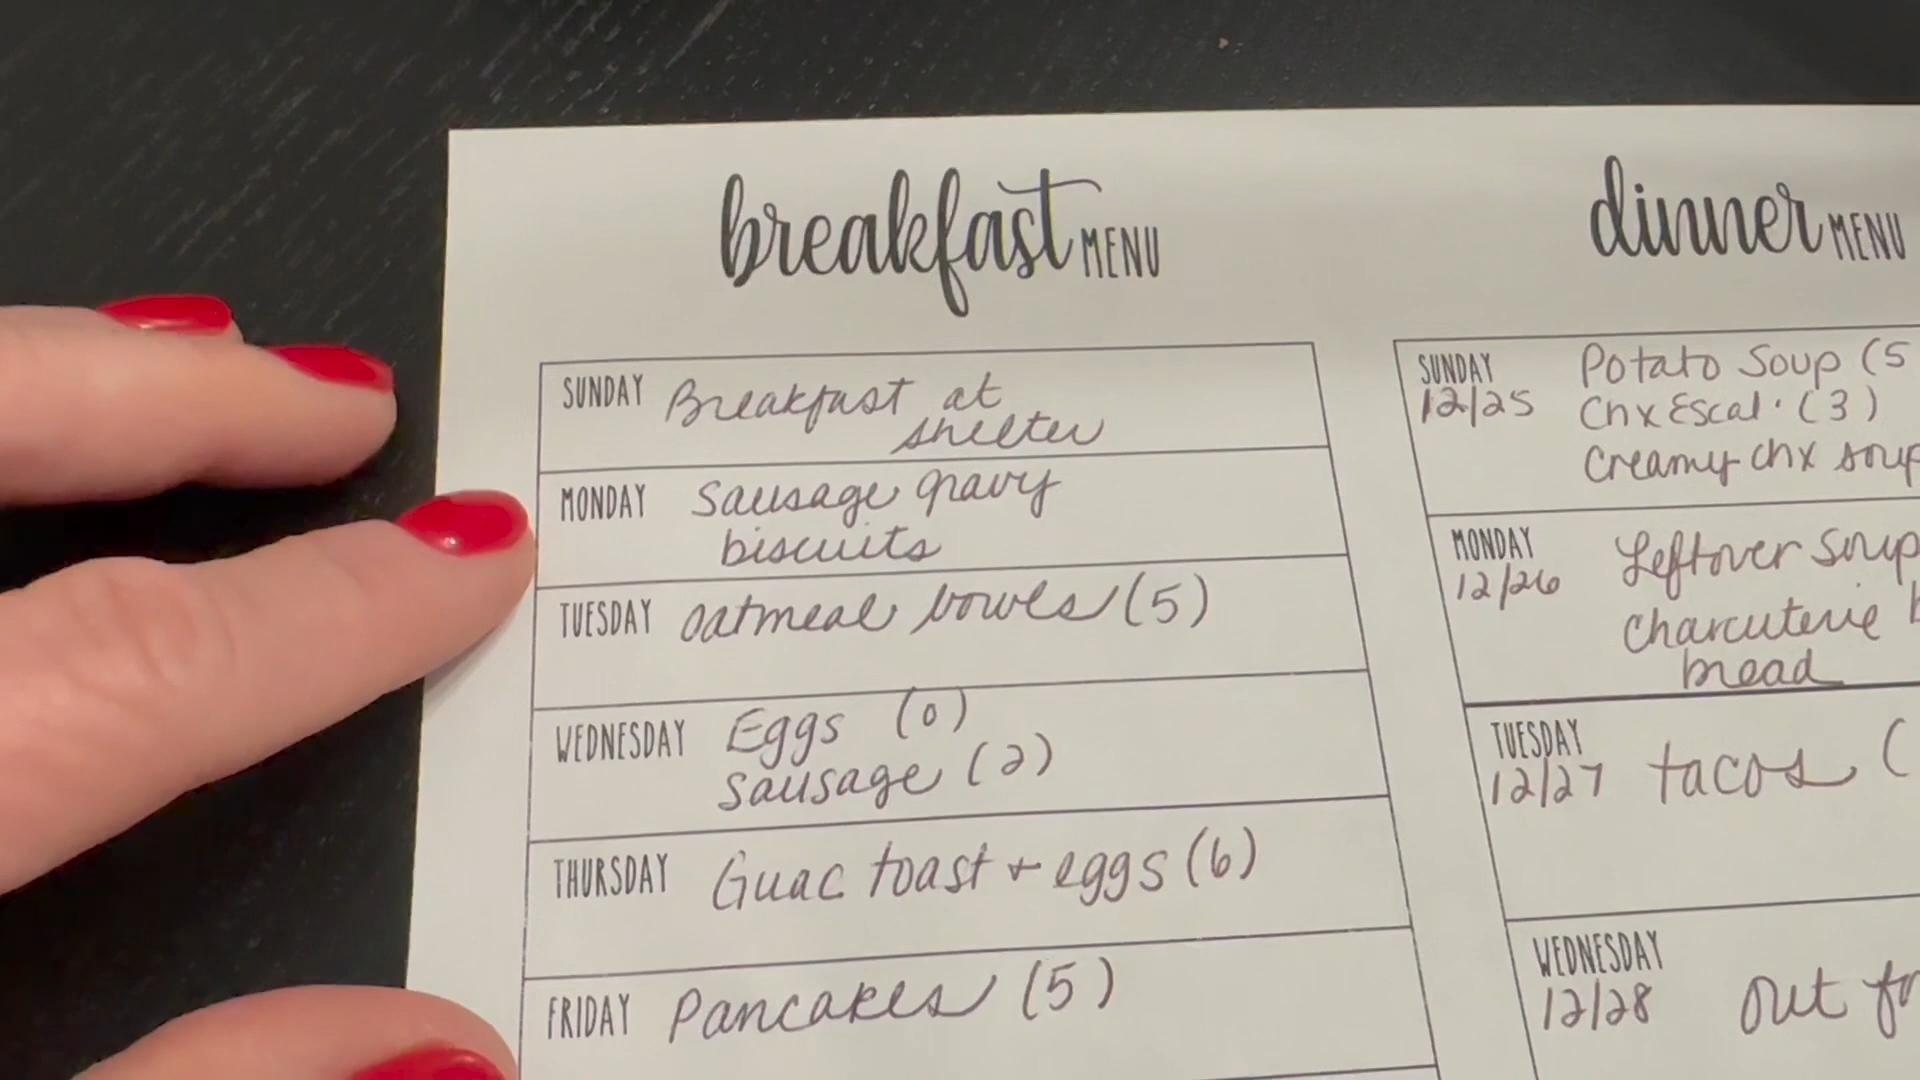 breakfast MENU
SUNDAY Breakfast at
shelter
MONDAY Sausage gravy
biscuits
TUESDAY Oatmeal bowls (5)
WEDNESDAY Eggs (0)
Sausage (2)
THURSDAY Guac toast + eggs (6)
FRIDAY Pancakes (5)
dinner MENU
SUNDAY Potato Soup (5
12/25 Chx Escal. (3)
Creamy chx soup
MONDAY Leftover Soup
12/26 Charcuterie
bread
TUESDAY tacos (
12/27
WEDNESDAY
12/28 out